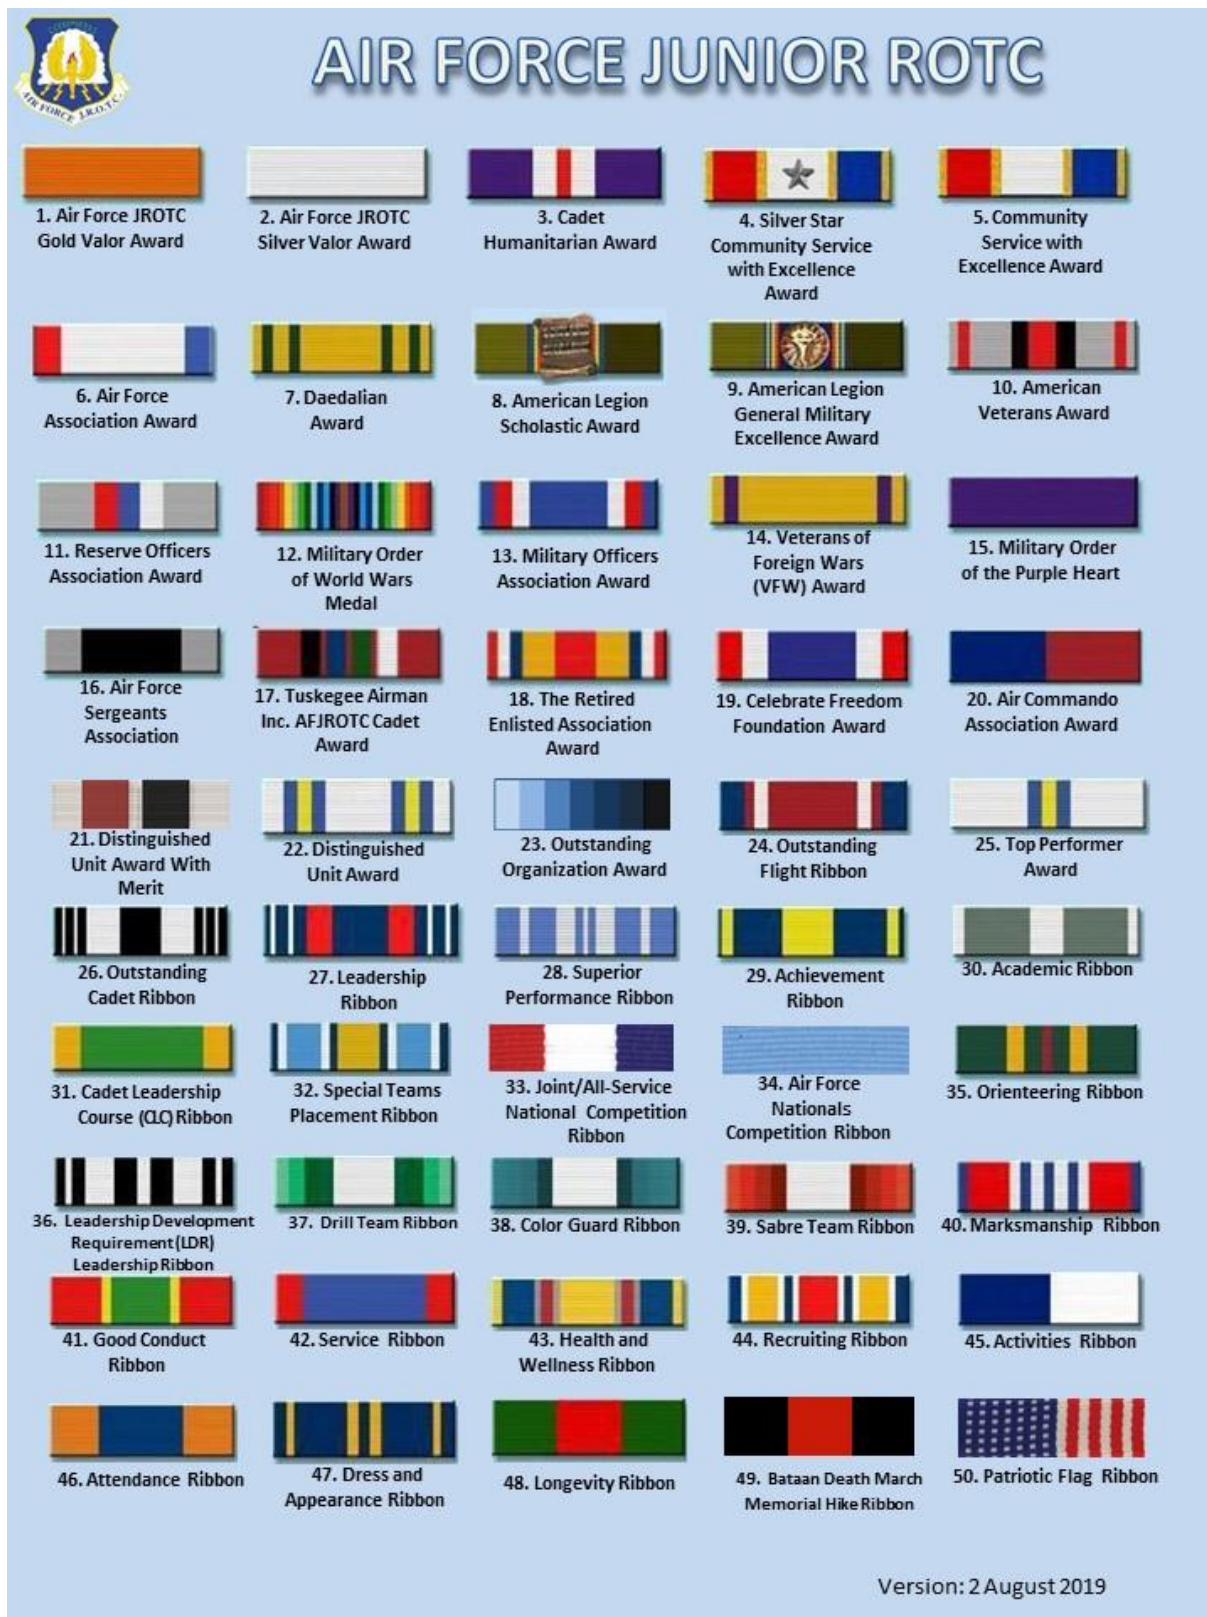 AIR FORCE JUNIOR ROTC
AIR FORCE J.R.O.T.C.
1. Air Force JROTC
Gold Valor Award
2. Air Force JROTC
Silver Valor Award
3. Cadet
Humanitarian Award
4. Silver Star
Community Service
with Excellence
Award
5. Community
Service with
Excellence Award
6. Air Force
Association Award
7. Daedalian
Award
8. American Legion
Scholastic Award
9. American Legion
General Military
Excellence Award
10. American
Veterans Award
11. Reserve Officers
Association Award
12. Military Order
of World Wars
Medal
13. Military Officers
Association Award
14. Veterans of
Foreign Wars
(VFW) Award
15. Military Order
of the Purple Heart
16. Air Force
Sergeants
Association
17. Tuskegee Airman
Inc. AFJROTC Cadet
Award
18. The Retired
Enlisted Association
Award
19. Celebrate Freedom
Foundation Award
20. Air Commando
Association Award
21. Distinguished
Unit Award With
Merit
22. Distinguished
Unit Award
23. Outstanding
Organization Award
24. Outstanding
Flight Ribbon
25. Top Performer
Award
26. Outstanding
Cadet Ribbon
27. Leadership
Ribbon
28. Superior
Performance Ribbon
29. Achievement
Ribbon
30. Academic Ribbon
31. Cadet Leadership
Course (CLC) Ribbon
32. Special Teams
Placement Ribbon
33. Joint/All-Service
National Competition
Ribbon
34. Air Force
Nationals
Competition Ribbon
35. Orienteering Ribbon
36. Leadership Development
Requirement (LDR)
Leadership Ribbon
37. Drill Team Ribbon
38. Color Guard Ribbon
39. Sabre Team Ribbon
40. Marksmanship Ribbon
41. Good Conduct
Ribbon
42. Service Ribbon
43. Health and
Wellness Ribbon
44. Recruiting Ribbon
45. Activities Ribbon
46. Attendance Ribbon
47. Dress and
Appearance Ribbon
48. Longevity Ribbon
49. Bataan Death March
Memorial Hike Ribbon
50. Patriotic Flag Ribbon
Version: 2 August 2019